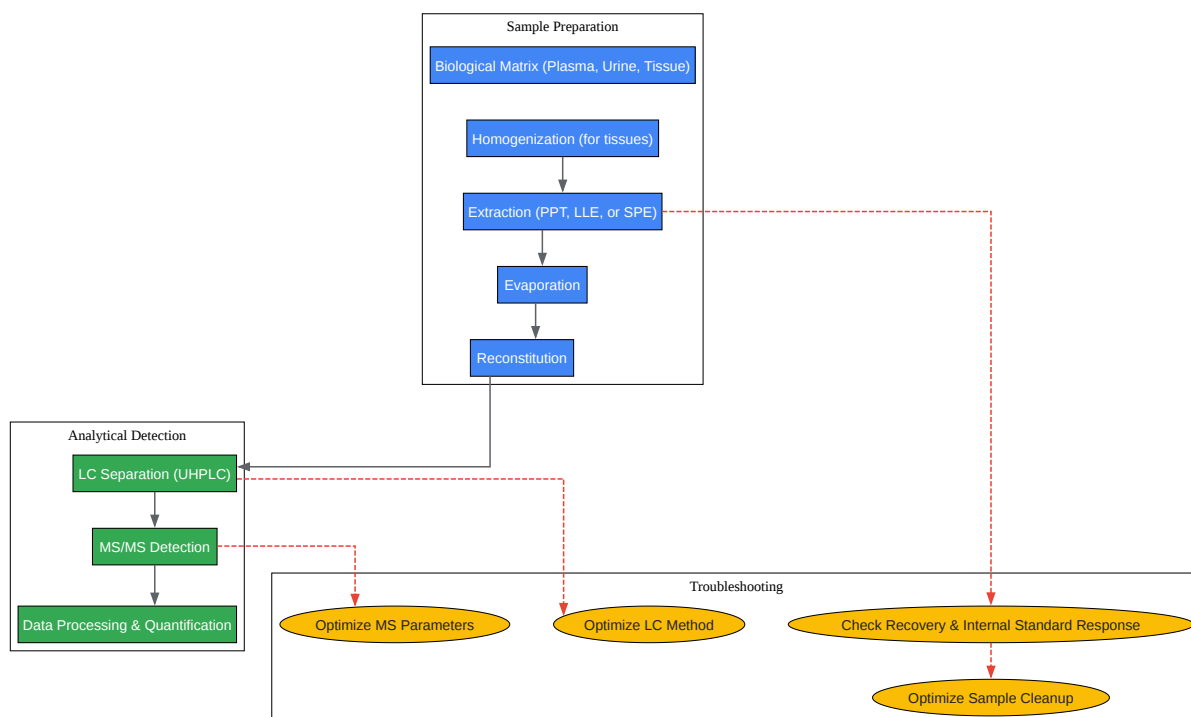 Sample Preparation
Biological Matrix (Plasma, Urine, Tissue)
Homogenization (for tissues)
Extraction (PPT, LLE, or SPE)
Evaporation
Reconstitution
Analytical Detection
LC Separation (UHPLC)
MS/MS Detection
Data Processing & Quantification
Troubleshooting
Optimize MS Parameters
Optimize LC Method
Check Recovery & Internal Standard Response
Optimize Sample Cleanup